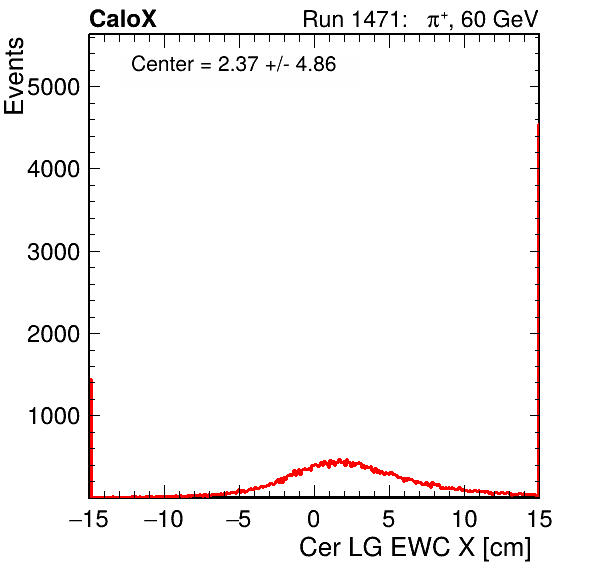 CaloX
Run 1471: π⁺, 60 GeV
Events
Center = 2.37 +/- 4.86
5000
4000
3000
2000
1000
−15 −10 −5 0 5 10 15
Cer LG EWC X [cm]